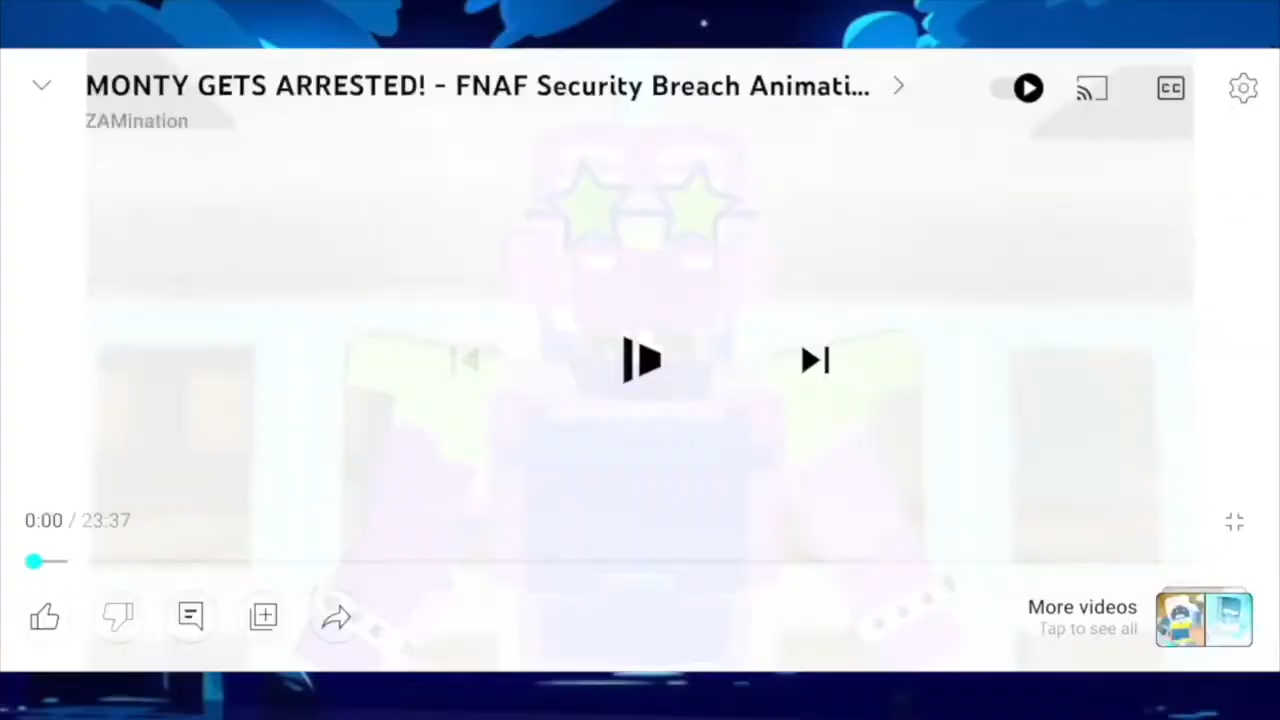 MONTY GETS ARRESTED! - FNAF Security Breach Animati...
ZAMination
CC
0:00 / 23:37
More videos
Tap to see all